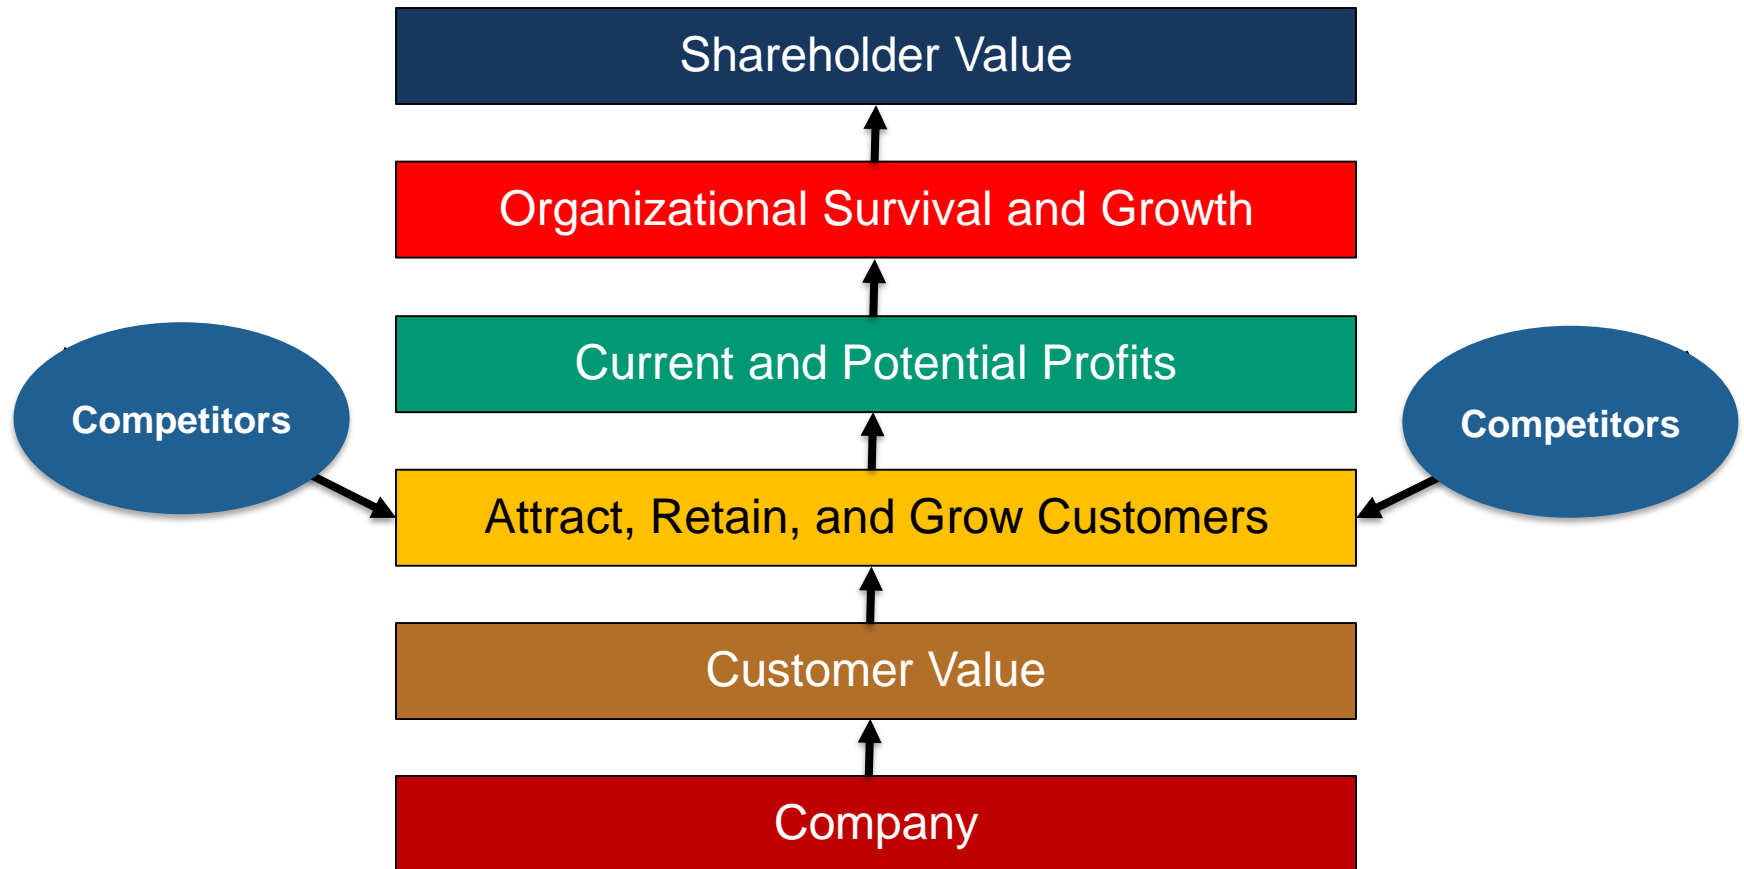 Shareholder Value
Organizational Survival and Growth
Current and Potential Profits
Competitors
Competitors
Attract, Retain, and Grow Customers
Customer Value
Company